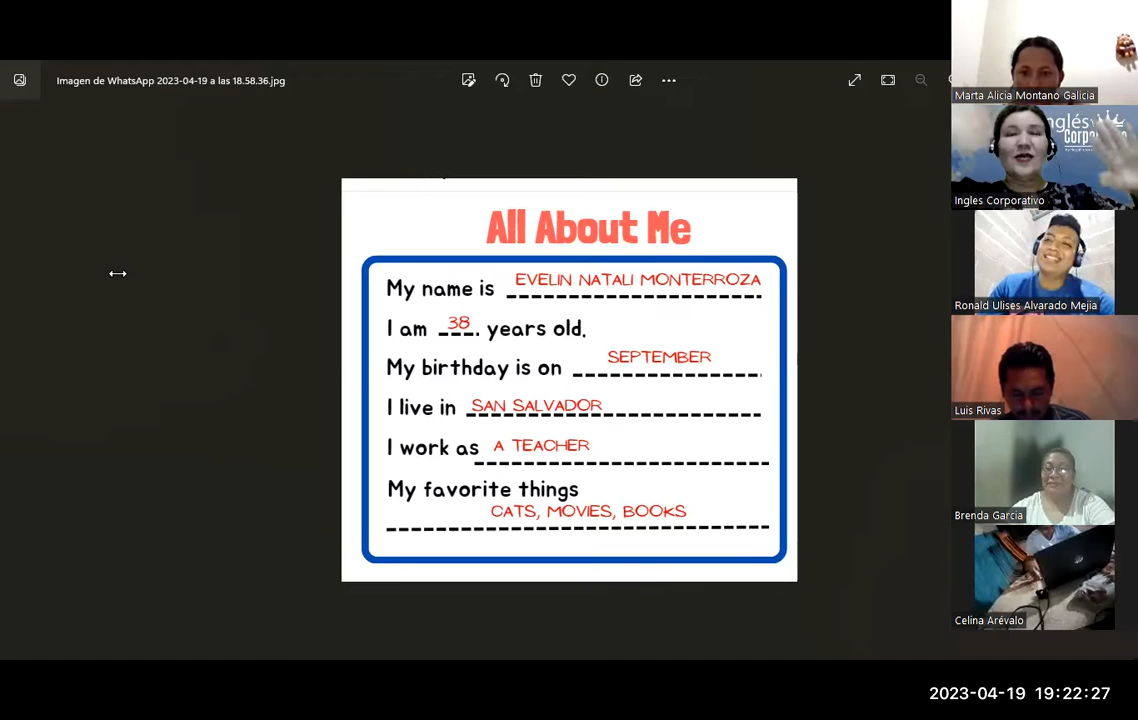 Imagen de WhatsApp 2023-04-19 a las 18.58.36.jpg
All About Me
My name is EVELIN NATALI MONTERROZA
I am 38 years old.
My birthday is on SEPTEMBER
I live in SAN SALVADOR
I work as A TEACHER
My favorite things
CATS, MOVIES, BOOKS
Marta Alicia Montano Galicia
Inglés
Ingles Corporativo
Ronald Ulises Alvarado Mejia
Luis Rivas
Brenda Garcia
Celina Arévalo
2023-04-19 19:22:27